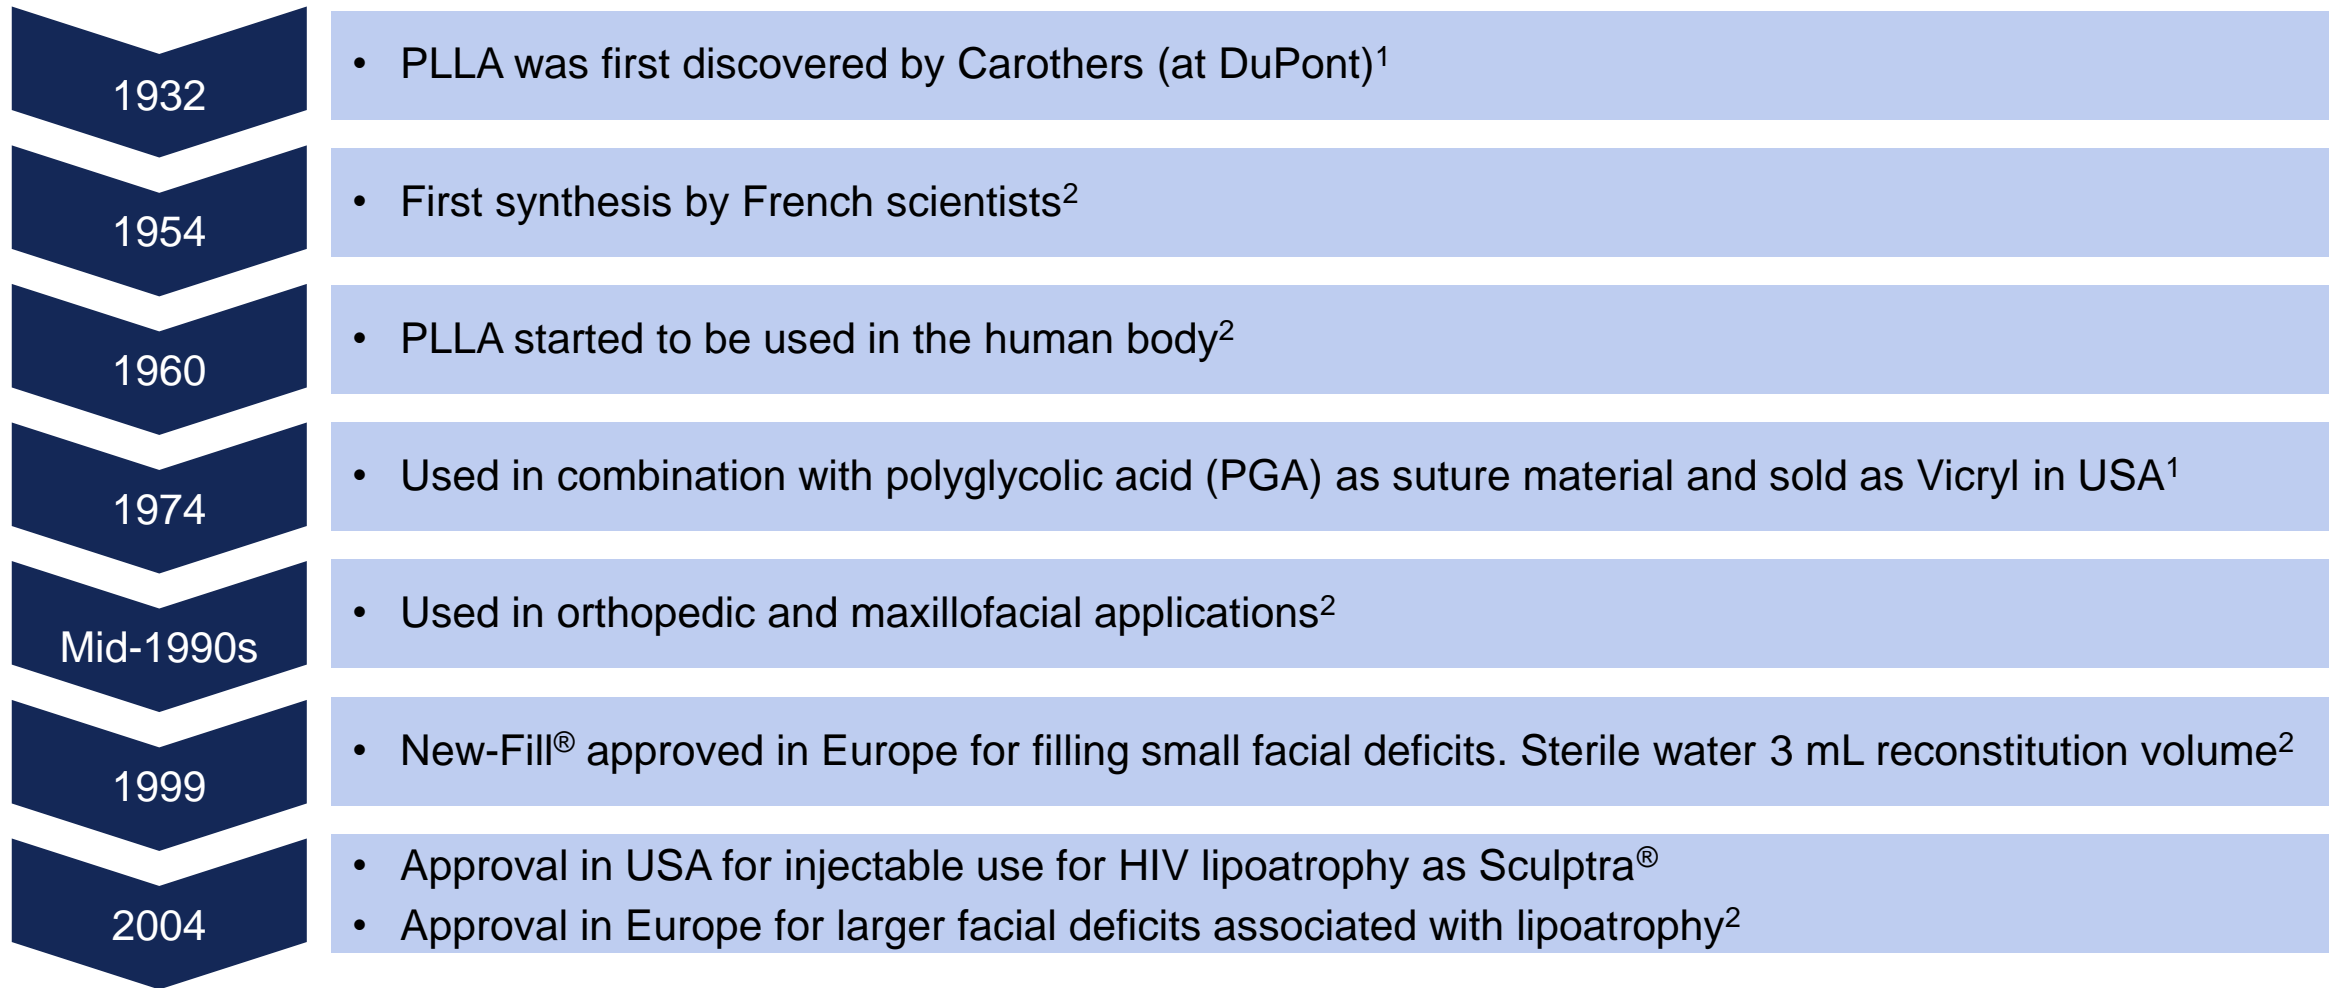 1932
• PLLA was first discovered by Carothers (at DuPont)¹
1954
• First synthesis by French scientists²
1960
• PLLA started to be used in the human body²
1974
• Used in combination with polyglycolic acid (PGA) as suture material and sold as Vicryl in USA¹
Mid-1990s
• Used in orthopedic and maxillofacial applications²
1999
• New-Fill® approved in Europe for filling small facial deficits. Sterile water 3 mL reconstitution volume²
2004
• Approval in USA for injectable use for HIV lipoatrophy as Sculptra®
• Approval in Europe for larger facial deficits associated with lipoatrophy²